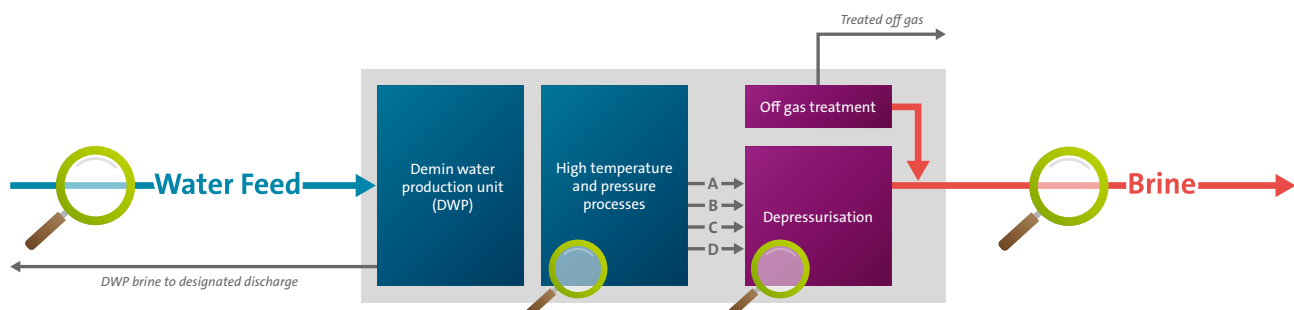 Treated off gas
Off gas treatment
Demin water
production unit
(DWP)
High temperature
and pressure
processes
A
B
C
D
Depressurisation
Water Feed
Brine
DWP brine to designated discharge